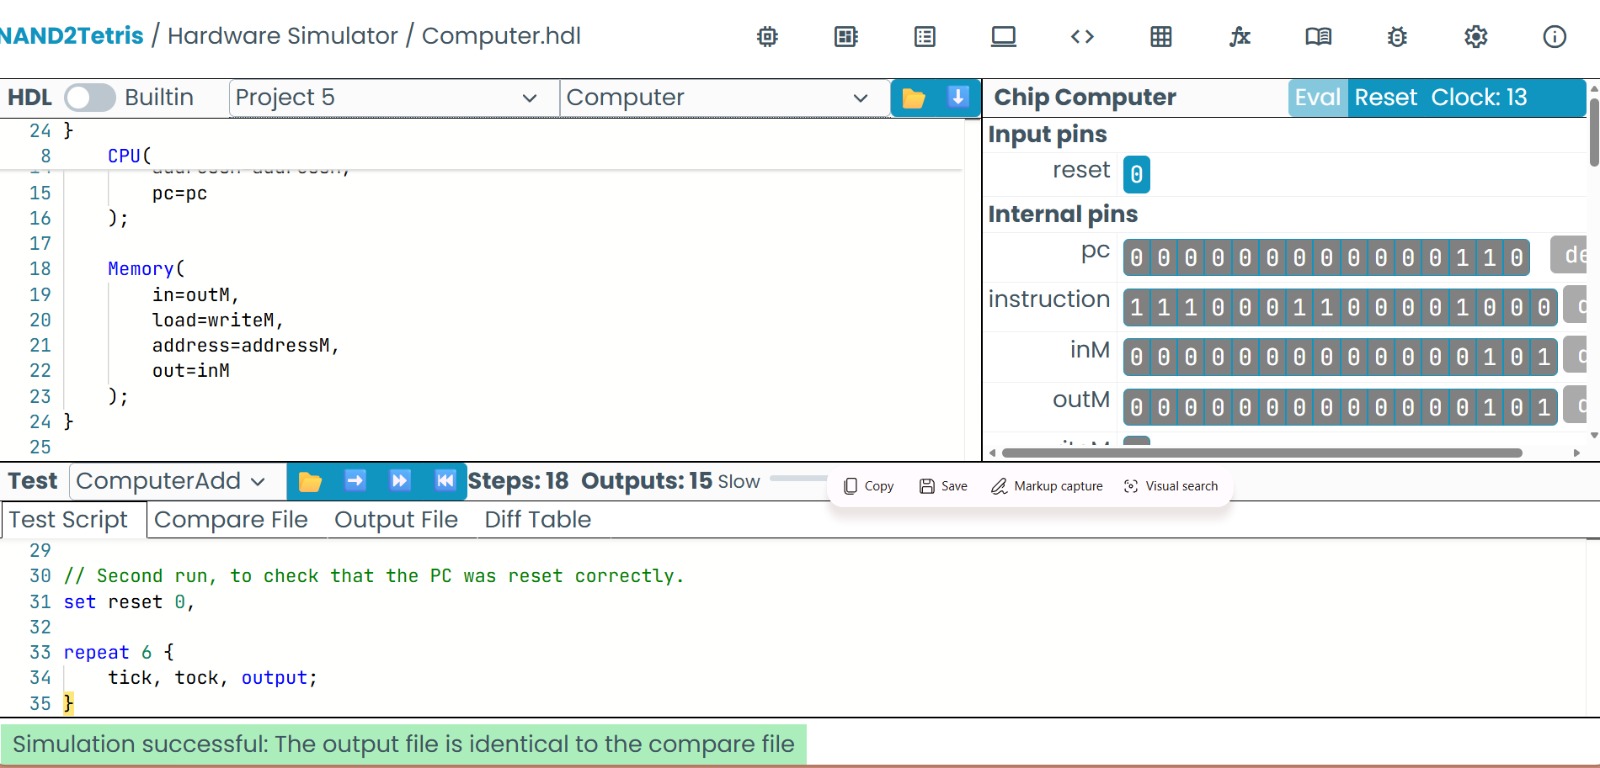 NAND2Tetris / Hardware Simulator / Computer.hdl
HDL Builtin Project 5 Computer
24 }
8 CPU(
15 pc=pc
16 );
17
18 Memory(
19 in=outM,
20 load=writeM,
21 address=addressM,
22 out=inM
23 );
24 }
25
Chip Computer Eval Reset Clock: 13
Input pins
reset 0
Internal pins
pc 0 0 0 0 0 0 0 0 0 0 0 0 1 1 0 de
instruction 1 1 1 0 0 0 1 1 0 0 0 0 1 0 0 0
inM 0 0 0 0 0 0 0 0 0 0 0 0 0 1 0 1
outM 0 0 0 0 0 0 0 0 0 0 0 0 0 1 0 1
Test ComputerAdd Steps: 18 Outputs: 15 Slow
Copy Save Markup capture Visual search
Test Script Compare File Output File Diff Table
29
30 // Second run, to check that the PC was reset correctly.
31 set reset 0,
32
33 repeat 6 {
34 tick, tock, output;
35 }
Simulation successful: The output file is identical to the compare file